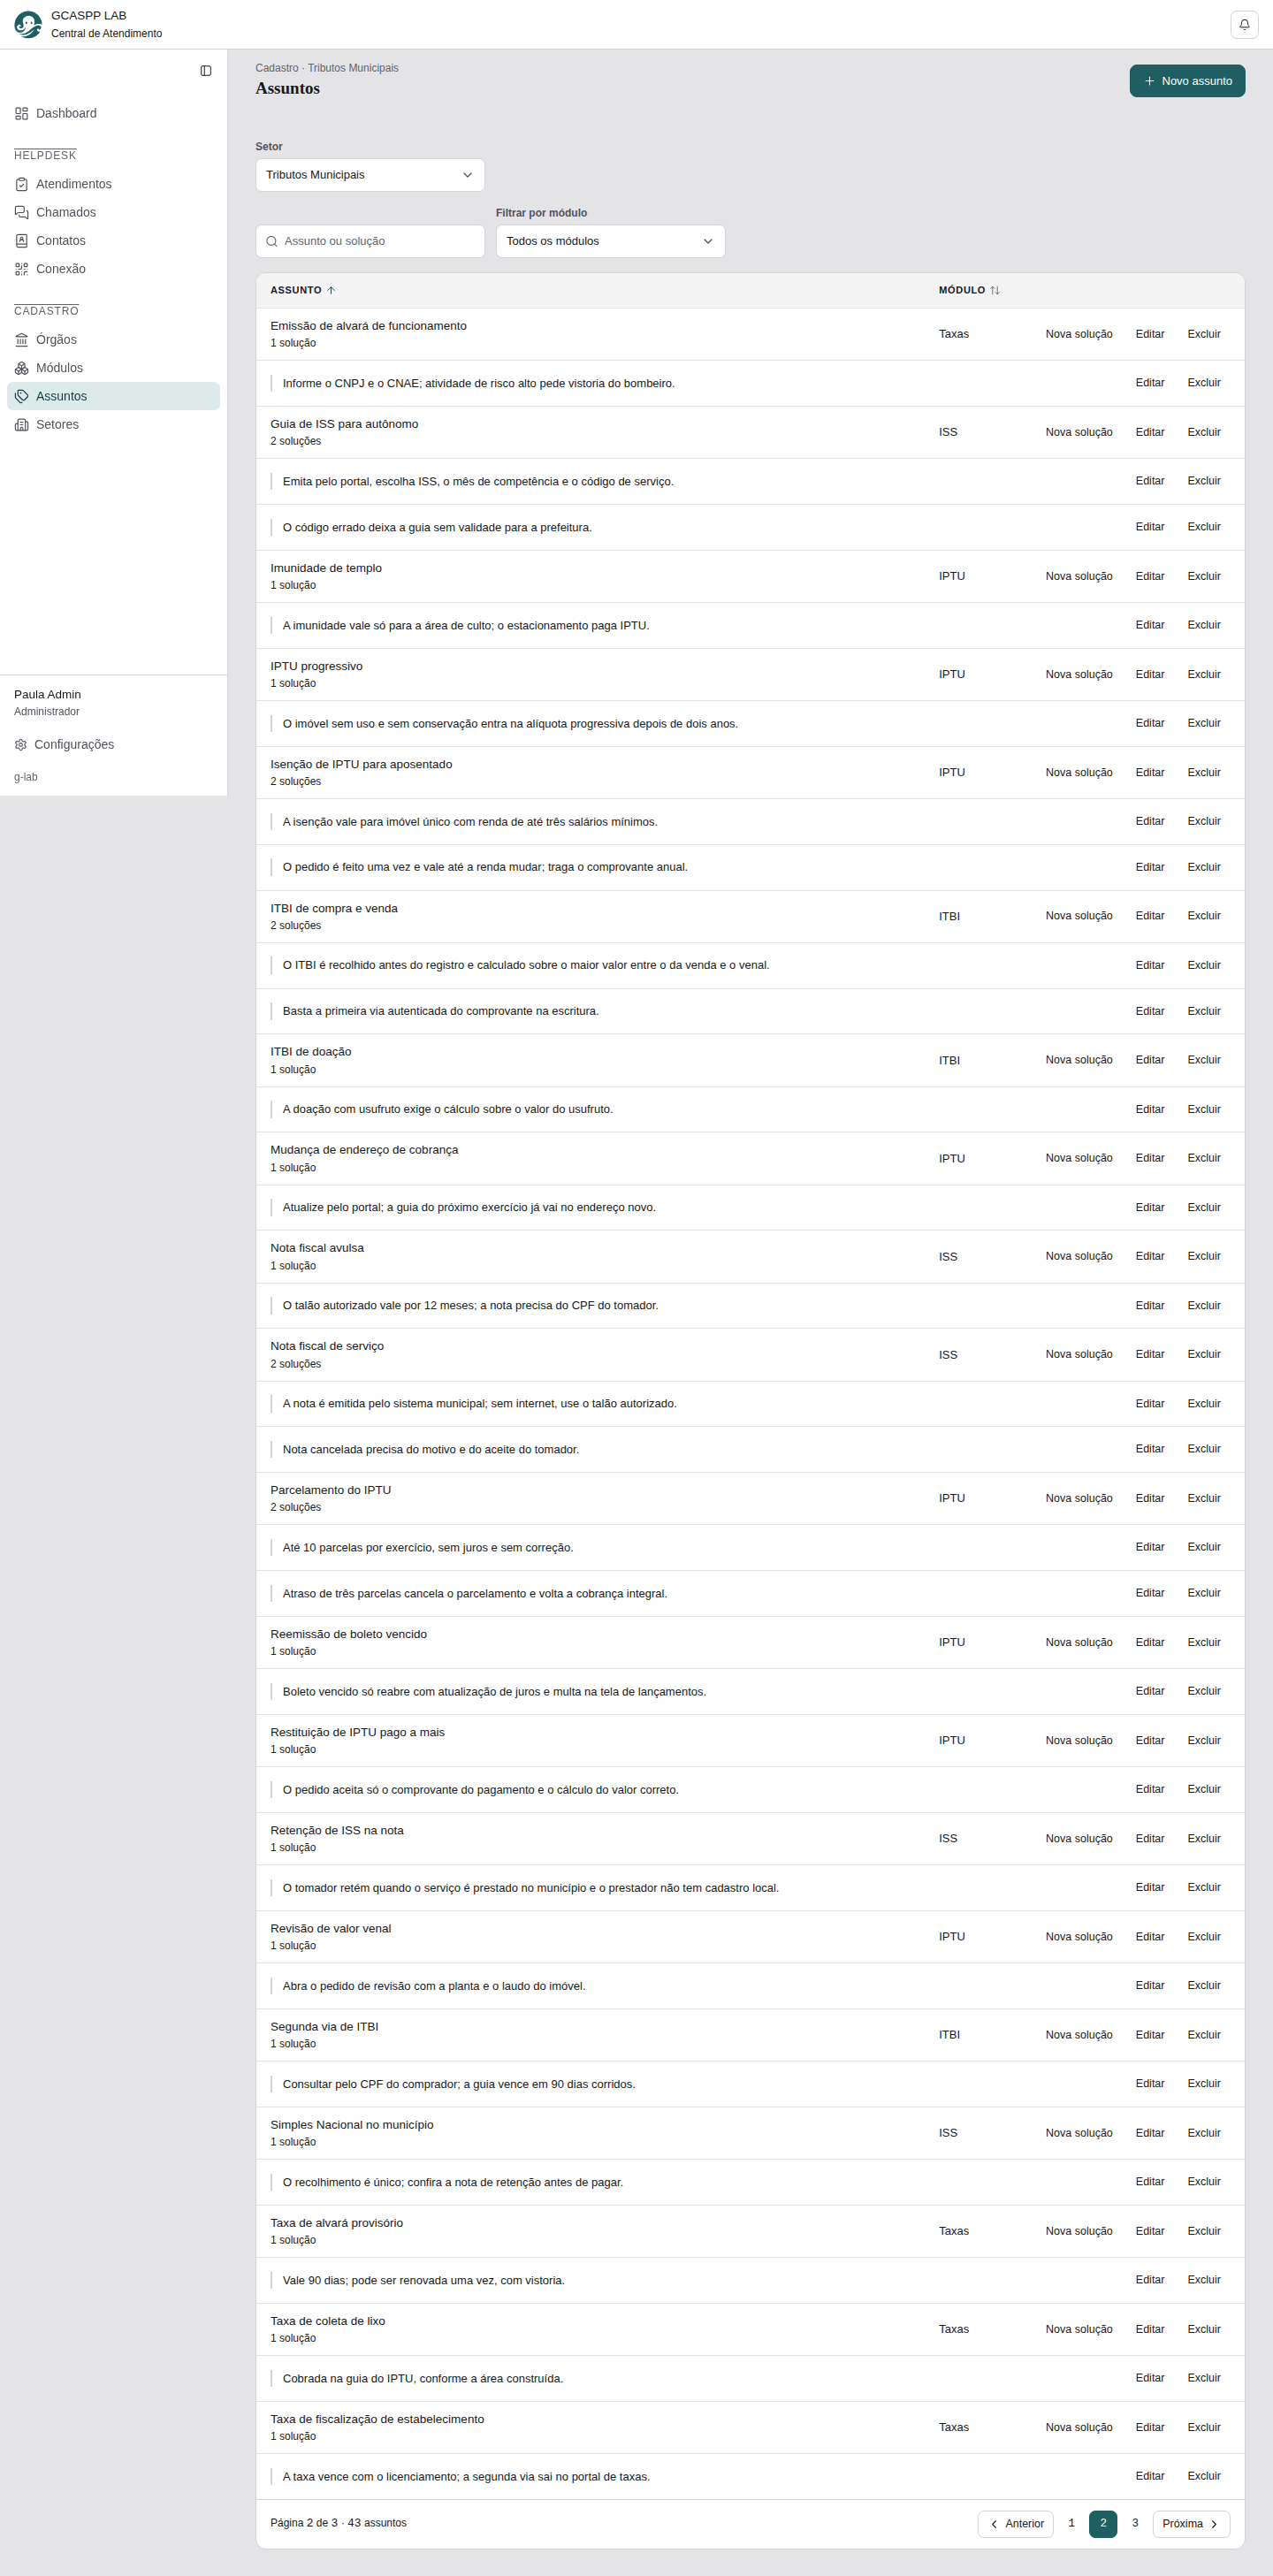 GCASPP LAB
Central de Atendimento
Dashboard
HELPDESK
Atendimentos
Chamados
Contatos
Conexão
CADASTRO
Órgãos
Módulos
Assuntos
Setores
Paula Admin
Administrador
Configurações
g-lab
Cadastro · Tributos Municipais
Assuntos
Novo assunto
Setor
Tributos Municipais
Filtrar por módulo
Assunto ou solução
Todos os módulos
ASSUNTO MÓDULO
Emissão de alvará de funcionamento
1 solução
Taxas Nova solução Editar Excluir
Informe o CNPJ e o CNAE; atividade de risco alto pede vistoria do bombeiro. Editar Excluir
Guia de ISS para autônomo
2 soluções
ISS Nova solução Editar Excluir
Emita pelo portal, escolha ISS, o mês de competência e o código de serviço. Editar Excluir
O código errado deixa a guia sem validade para a prefeitura. Editar Excluir
Imunidade de templo
1 solução
IPTU Nova solução Editar Excluir
A imunidade vale só para a área de culto; o estacionamento paga IPTU. Editar Excluir
IPTU progressivo
1 solução
IPTU Nova solução Editar Excluir
O imóvel sem uso e sem conservação entra na alíquota progressiva depois de dois anos. Editar Excluir
Isenção de IPTU para aposentado
2 soluções
IPTU Nova solução Editar Excluir
A isenção vale para imóvel único com renda de até três salários mínimos. Editar Excluir
O pedido é feito uma vez e vale até a renda mudar; traga o comprovante anual. Editar Excluir
ITBI de compra e venda
2 soluções
ITBI Nova solução Editar Excluir
O ITBI é recolhido antes do registro e calculado sobre o maior valor entre o da venda e o venal. Editar Excluir
Basta a primeira via autenticada do comprovante na escritura. Editar Excluir
ITBI de doação
1 solução
ITBI Nova solução Editar Excluir
A doação com usufruto exige o cálculo sobre o valor do usufruto. Editar Excluir
Mudança de endereço de cobrança
1 solução
IPTU Nova solução Editar Excluir
Atualize pelo portal; a guia do próximo exercício já vai no endereço novo. Editar Excluir
Nota fiscal avulsa
1 solução
ISS Nova solução Editar Excluir
O talão autorizado vale por 12 meses; a nota precisa do CPF do tomador. Editar Excluir
Nota fiscal de serviço
2 soluções
ISS Nova solução Editar Excluir
A nota é emitida pelo sistema municipal; sem internet, use o talão autorizado. Editar Excluir
Nota cancelada precisa do motivo e do aceite do tomador. Editar Excluir
Parcelamento do IPTU
2 soluções
IPTU Nova solução Editar Excluir
Até 10 parcelas por exercício, sem juros e sem correção. Editar Excluir
Atraso de três parcelas cancela o parcelamento e volta a cobrança integral. Editar Excluir
Reemissão de boleto vencido
1 solução
IPTU Nova solução Editar Excluir
Boleto vencido só reabre com atualização de juros e multa na tela de lançamentos. Editar Excluir
Restituição de IPTU pago a mais
1 solução
IPTU Nova solução Editar Excluir
O pedido aceita só o comprovante do pagamento e o cálculo do valor correto. Editar Excluir
Retenção de ISS na nota
1 solução
ISS Nova solução Editar Excluir
O tomador retém quando o serviço é prestado no município e o prestador não tem cadastro local. Editar Excluir
Revisão de valor venal
1 solução
IPTU Nova solução Editar Excluir
Abra o pedido de revisão com a planta e o laudo do imóvel. Editar Excluir
Segunda via de ITBI
1 solução
ITBI Nova solução Editar Excluir
Consultar pelo CPF do comprador; a guia vence em 90 dias corridos. Editar Excluir
Simples Nacional no município
1 solução
ISS Nova solução Editar Excluir
O recolhimento é único; confira a nota de retenção antes de pagar. Editar Excluir
Taxa de alvará provisório
1 solução
Taxas Nova solução Editar Excluir
Vale 90 dias; pode ser renovada uma vez, com vistoria. Editar Excluir
Taxa de coleta de lixo
1 solução
Taxas Nova solução Editar Excluir
Cobrada na guia do IPTU, conforme a área construída. Editar Excluir
Taxa de fiscalização de estabelecimento
1 solução
Taxas Nova solução Editar Excluir
A taxa vence com o licenciamento; a segunda via sai no portal de taxas. Editar Excluir
Página 2 de 3 · 43 assuntos Anterior 1 2 3 Próxima